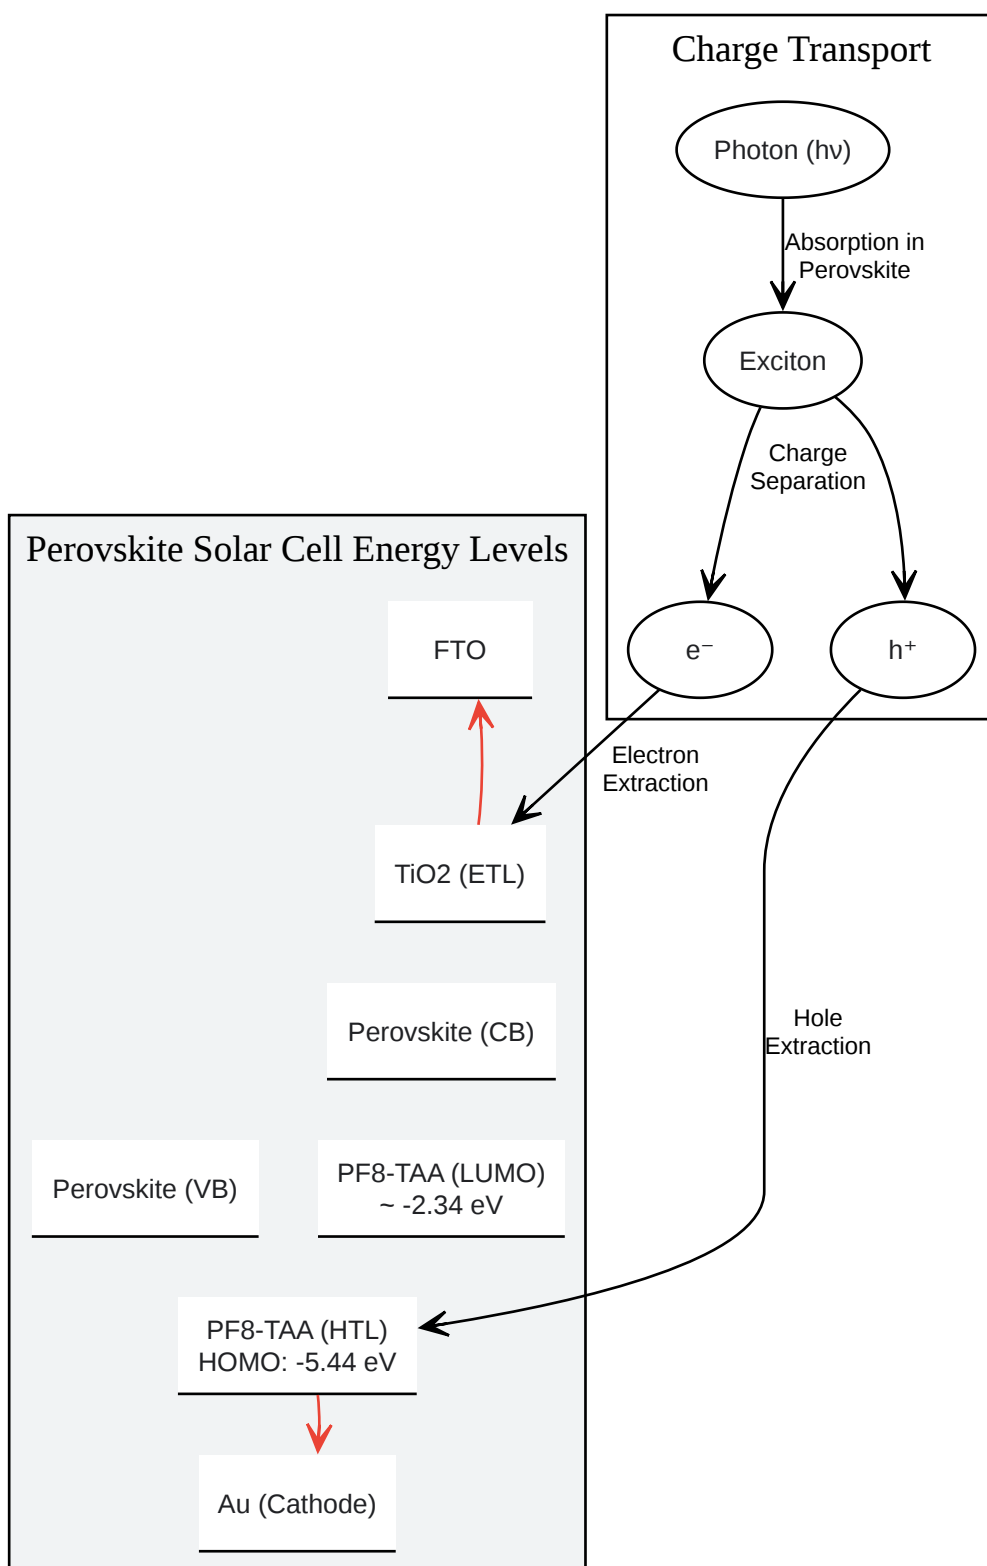 Charge Transport
Photon (hν)
Absorption in
Perovskite
Exciton
Charge
Separation
e⁻
h⁺
Perovskite Solar Cell Energy Levels
FTO
Electron
Extraction
TiO2 (ETL)
Perovskite (CB)
Hole
Extraction
Perovskite (VB)
PF8-TAA (LUMO)
~ -2.34 eV
PF8-TAA (HTL)
HOMO: -5.44 eV
Au (Cathode)